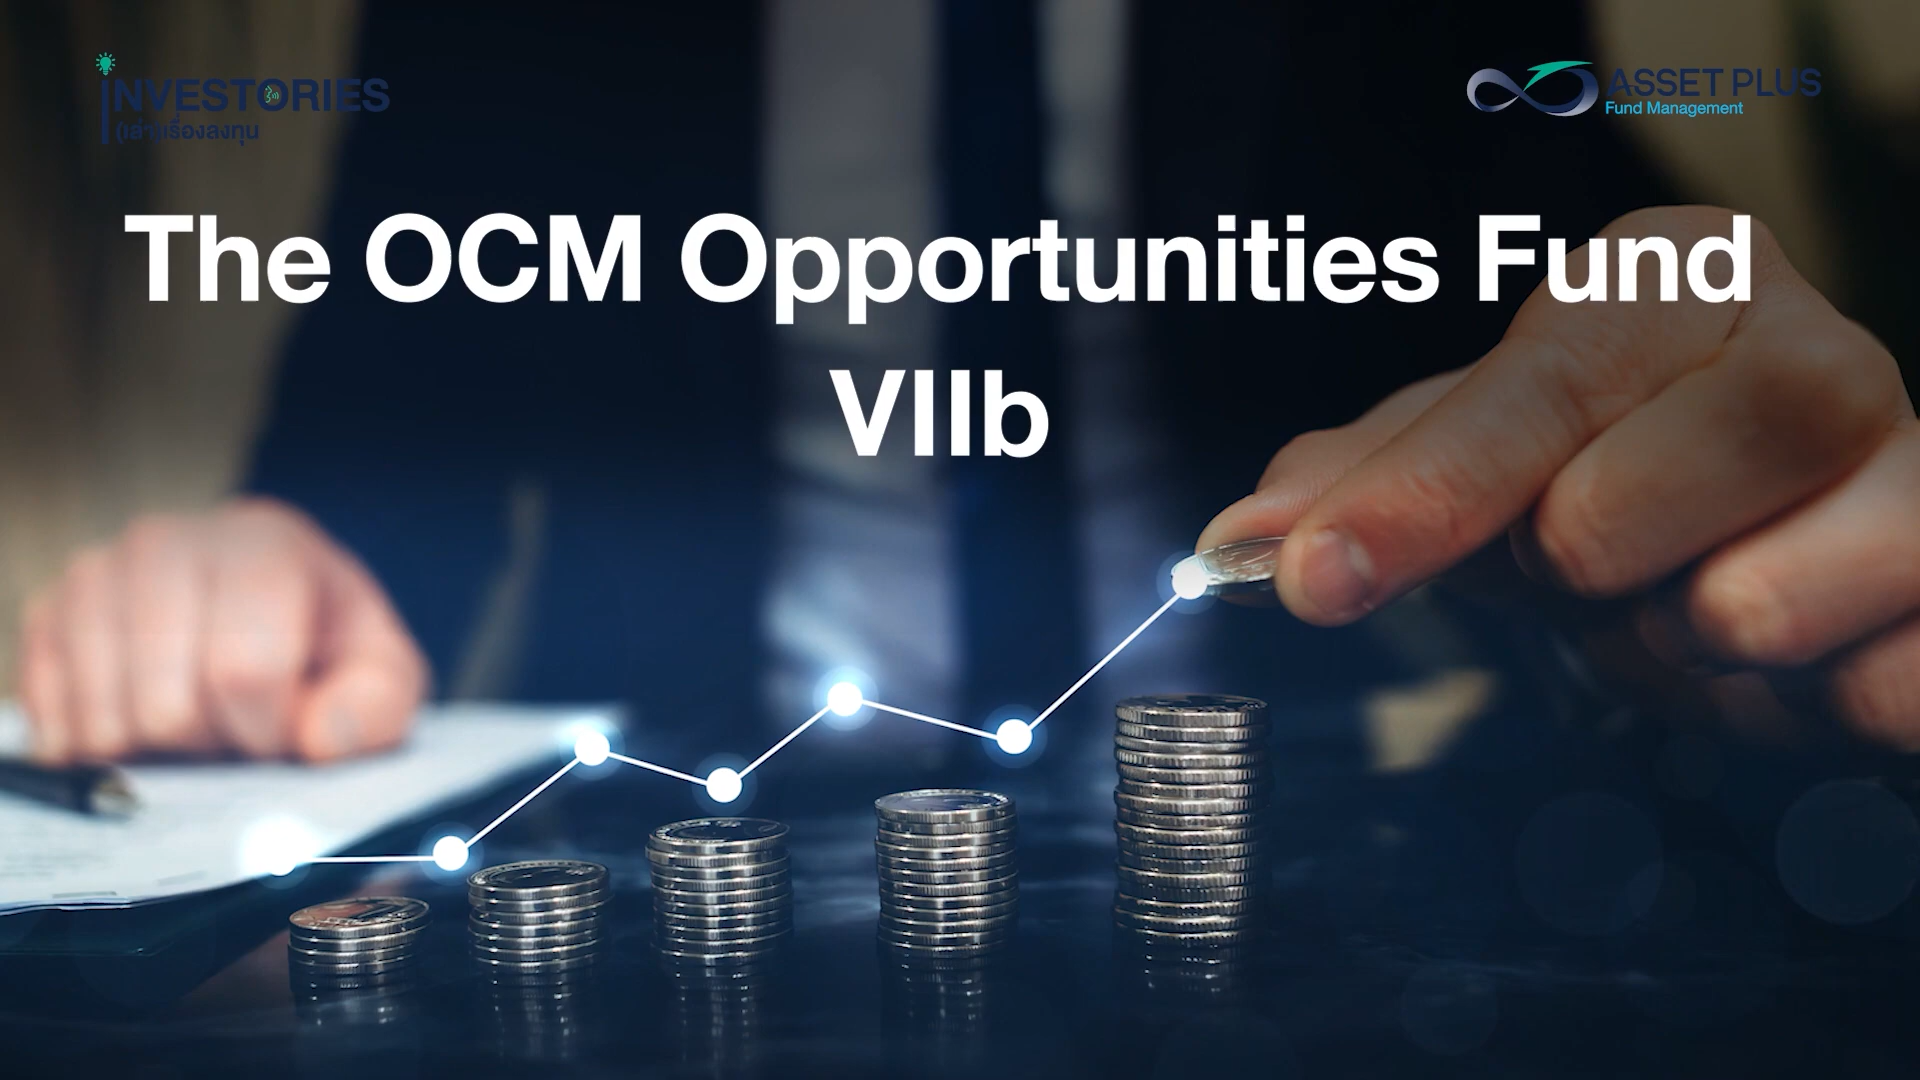 INVESTORIES
(เล่า)เรื่องลงทุน
ASSET PLUS
Fund Management
The OCM Opportunities Fund
VIIb